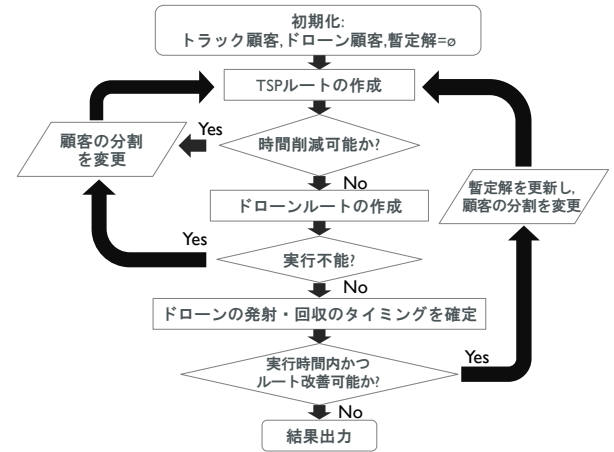 初期化:
トラック顧客,ドローン顧客,暫定解=ø
TSPルートの作成
Yes
時間削減可能か?
顧客の分割
を変更
No
暫定解を更新し,
顧客の分割を変更
ドローンルートの作成
Yes
実行不能?
No
ドローンの発射・回収のタイミングを確定
実行時間内かつ
ルート改善可能か?
Yes
No
結果出力